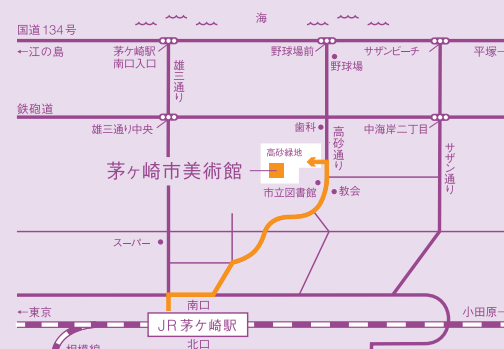 海
国道134号
←江の島
茅ケ崎駅
南口入口
野球場前
サザンビーチ
平塚→
野球場
雄三通り
鉄砲道
雄三通り中央
歯科
高砂通り
中海岸二丁目
高砂緑地
サザン通り
茅ヶ崎市美術館
市立図書館
教会
スーパー
南口
←東京
小田原→
JR茅ケ崎駅
北口
相模線